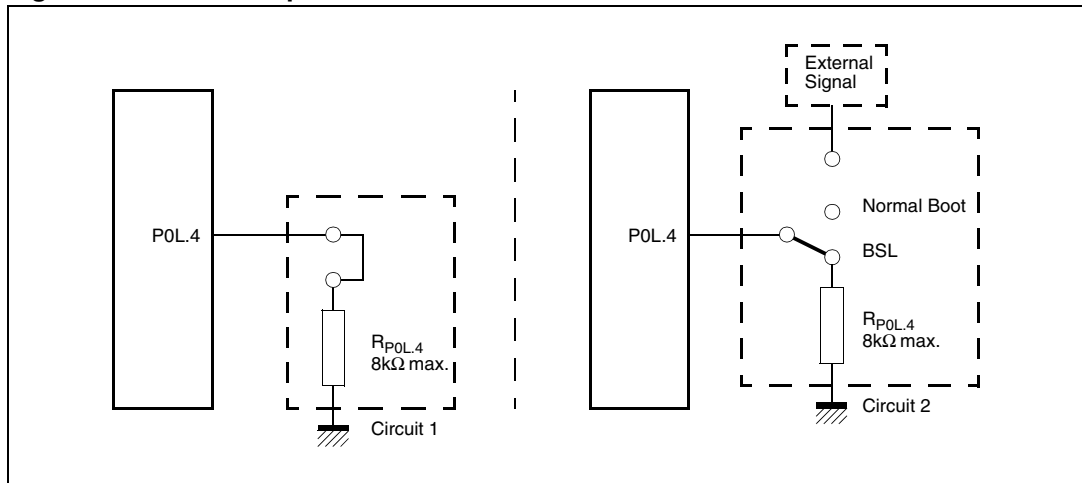 P0L.4
RP0L.4
8kΩ max.
Circuit 1
External
Signal
P0L.4
Normal Boot
BSL
RP0L.4
8kΩ max.
Circuit 2